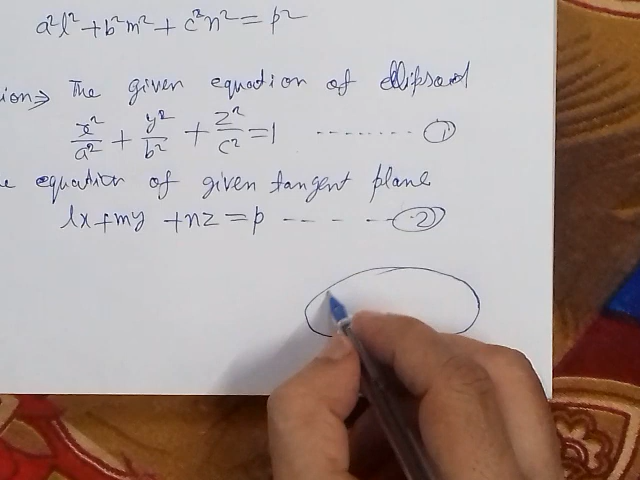 a²l² + b²m² + c²n² = p²
ion⇒ The given equation of ellipsoid
x²/a² + y²/b² + z²/c² = 1 -------- ①
e equation of given tangent plane
lx + my + nz = p ----- ②